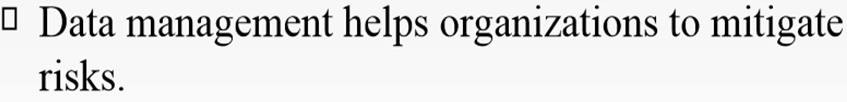 ▯ Data management helps organizations to mitigate
risks.